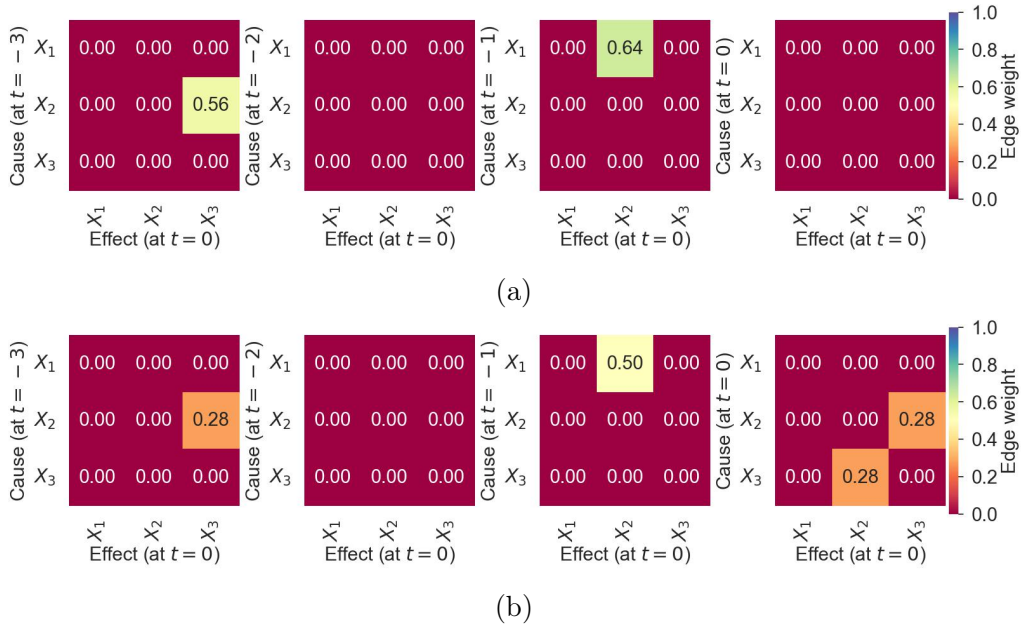 Cause (at t = −3)
X1 0.00 0.00 0.00
X2 0.00 0.00 0.56
X3 0.00 0.00 0.00
X1 X2 X3
Effect (at t = 0)
Cause (at t = −2)
X1 0.00 0.00 0.00
X2 0.00 0.00 0.00
X3 0.00 0.00 0.00
X1 X2 X3
Effect (at t = 0)
Cause (at t = −1)
X1 0.00 0.64 0.00
X2 0.00 0.00 0.00
X3 0.00 0.00 0.00
X1 X2 X3
Effect (at t = 0)
Cause (at t = 0)
X1 0.00 0.00 0.00
X2 0.00 0.00 0.00
X3 0.00 0.00 0.00
X1 X2 X3
Effect (at t = 0)
1.0
0.8
0.6
0.4
0.2
0.0
Edge weight
(a)
Cause (at t = −3)
X1 0.00 0.00 0.00
X2 0.00 0.00 0.28
X3 0.00 0.00 0.00
X1 X2 X3
Effect (at t = 0)
Cause (at t = −2)
X1 0.00 0.00 0.00
X2 0.00 0.00 0.00
X3 0.00 0.00 0.00
X1 X2 X3
Effect (at t = 0)
Cause (at t = −1)
X1 0.00 0.50 0.00
X2 0.00 0.00 0.00
X3 0.00 0.00 0.00
X1 X2 X3
Effect (at t = 0)
Cause (at t = 0)
X1 0.00 0.00 0.00
X2 0.00 0.00 0.28
X3 0.00 0.28 0.00
X1 X2 X3
Effect (at t = 0)
1.0
0.8
0.6
0.4
0.2
0.0
Edge weight
(b)